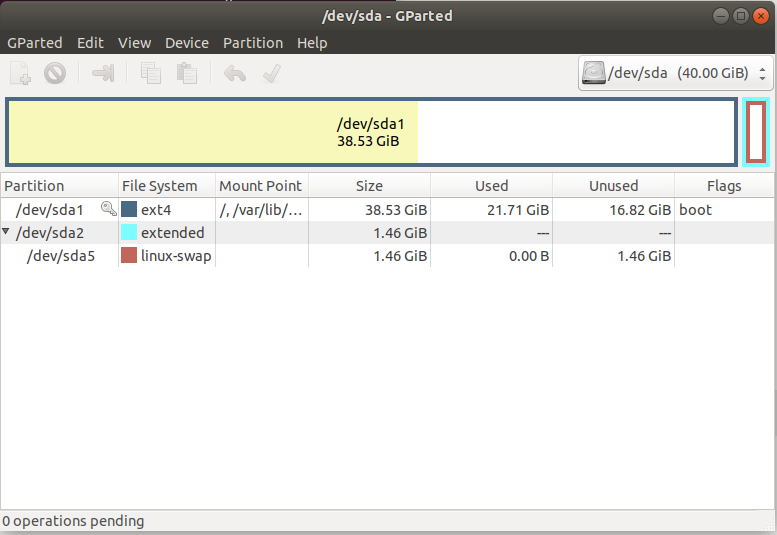 /dev/sda - GParted
GParted Edit View Device Partition Help
/dev/sda (40.00 GiB)
/dev/sda1
38.53 GiB
Partition File System Mount Point Size Used Unused Flags
/dev/sda1 ext4 /, /var/lib/... 38.53 GiB 21.71 GiB 16.82 GiB boot
/dev/sda2 extended 1.46 GiB --- ---
/dev/sda5 linux-swap 1.46 GiB 0.00 B 1.46 GiB
0 operations pending